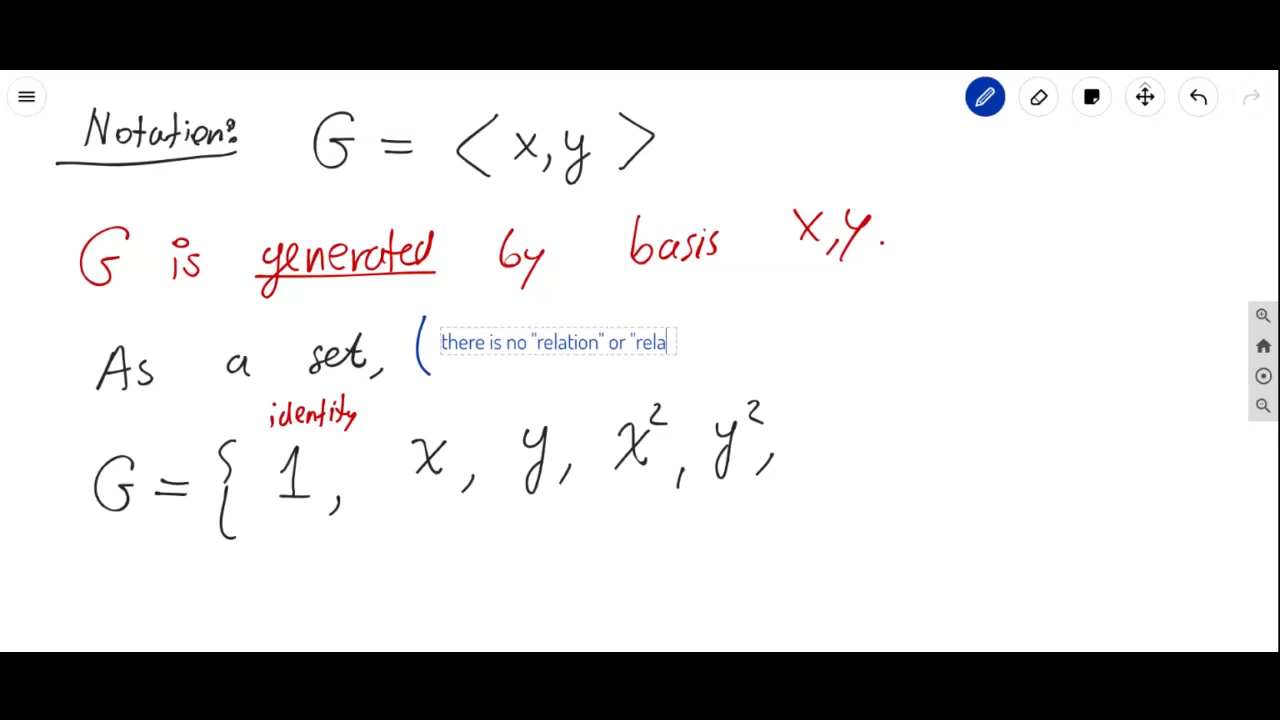 Notation: G = < x, y >
G is generated by basis x, y.
As a set, ( there is no "relation" or "rela
identity
G = { 1, x, y, x², y²,